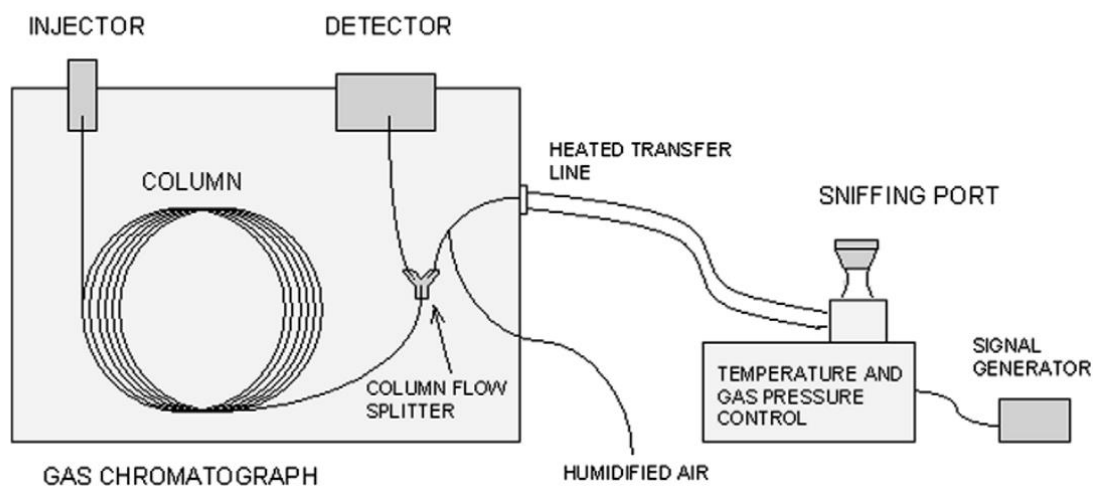 INJECTOR
DETECTOR
HEATED TRANSFER
LINE
COLUMN
SNIFFING PORT
COLUMN FLOW
SPLITTER
TEMPERATURE AND
GAS PRESSURE
CONTROL
SIGNAL
GENERATOR
GAS CHROMATOGRAPH
HUMIDIFIED AIR